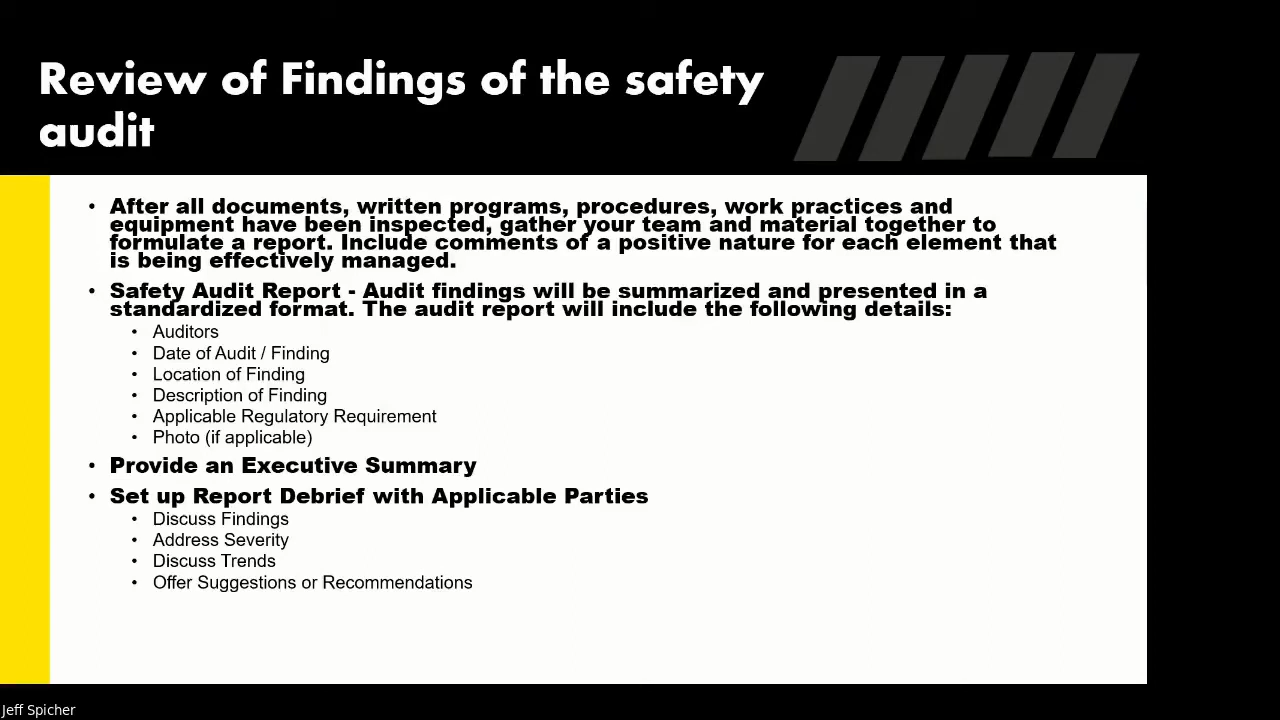 Review of Findings of the safety
audit
• After all documents, written programs, procedures, work practices and
equipment have been inspected, gather your team and material together to
formulate a report. Include comments of a positive nature for each element that
is being effectively managed.
• Safety Audit Report - Audit findings will be summarized and presented in a
standardized format. The audit report will include the following details:
• Auditors
• Date of Audit / Finding
• Location of Finding
• Description of Finding
• Applicable Regulatory Requirement
• Photo (if applicable)
• Provide an Executive Summary
• Set up Report Debrief with Applicable Parties
• Discuss Findings
• Address Severity
• Discuss Trends
• Offer Suggestions or Recommendations
Jeff Spicher